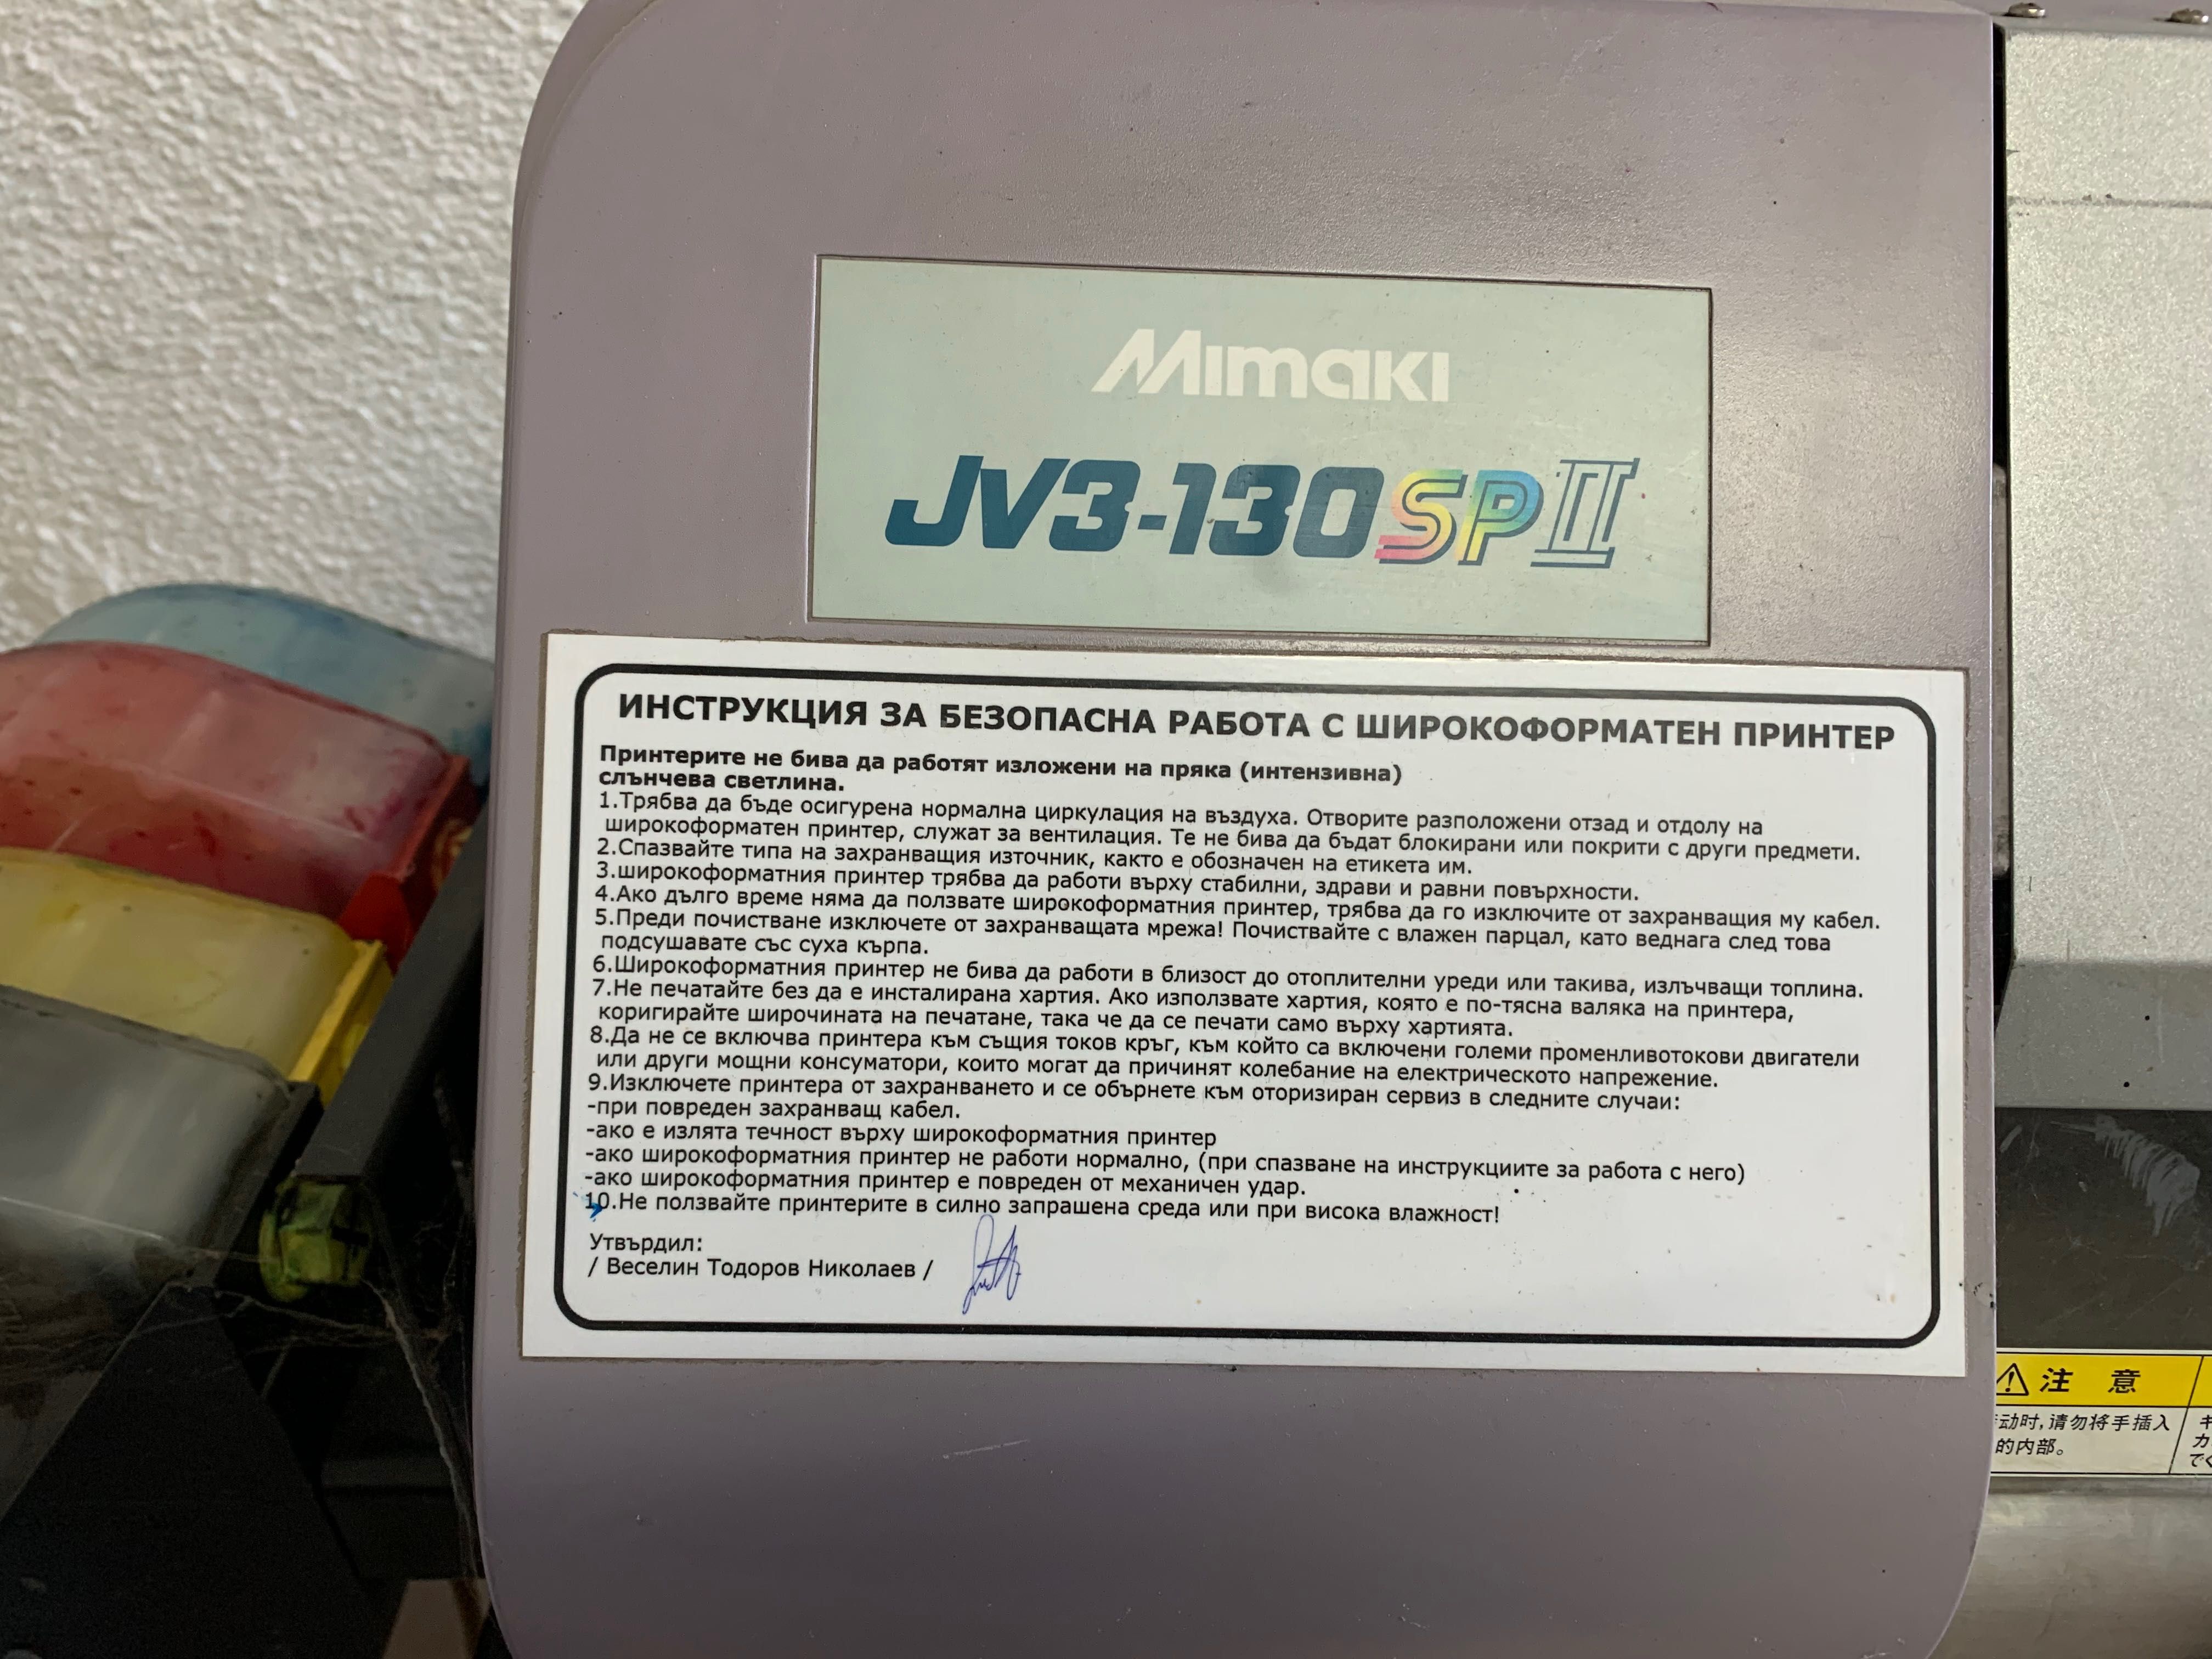 Mimaki
JV3-130SPII
ИНСТРУКЦИЯ ЗА БЕЗОПАСНА РАБОТА С ШИРОКОФОРМАТЕН ПРИНТЕР
Принтерите не бива да работят изложени на пряка (интензивна)
слънчева светлина.
1.Трябва да бъде осигурена нормална циркулация на въздуха. Отворите разположени отзад и отдолу на
широкоформатен принтер, служат за вентилация. Те не бива да бъдат блокирани или покрити с други предмети.
2.Спазвайте типа на захранващия източник, както е обозначен на етикета им.
3.широкоформатния принтер трябва да работи върху стабилни, здрави и равни повърхности.
4.Ако дълго време няма да ползвате широкоформатния принтер, трябва да го изключите от захранващия му кабел.
5.Преди почистване изключете от захранващата мрежа! Почиствайте с влажен парцал, като веднага след това
подсушавате със суха кърпа.
6.Широкоформатния принтер не бива да работи в близост до отоплителни уреди или такива, излъчващи топлина.
7.Не печатайте без да е инсталирана хартия. Ако използвате хартия, която е по-тясна валяка на принтера,
коригирайте широчината на печатане, така че да се печати само върху хартията.
8.Да не се включва принтера към същия токов кръг, към който са включени големи променливотокови двигатели
или други мощни консуматори, които могат да причинят колебание на електрическото напрежение.
9.Изключете принтера от захранването и се обърнете към оторизиран сервиз в следните случаи:
-при повреден захранващ кабел.
-ако е излята течност върху широкоформатния принтер
-ако широкоформатния принтер не работи нормално, (при спазване на инструкциите за работа с него)
-ако широкоформатния принтер е повреден от механичен удар.
10.Не ползвайте принтерите в силно запрашена среда или при висока влажност!
Утвърдил:
/ Веселин Тодоров Николаев /
注 意
动时,请勿将手插入
的内部。